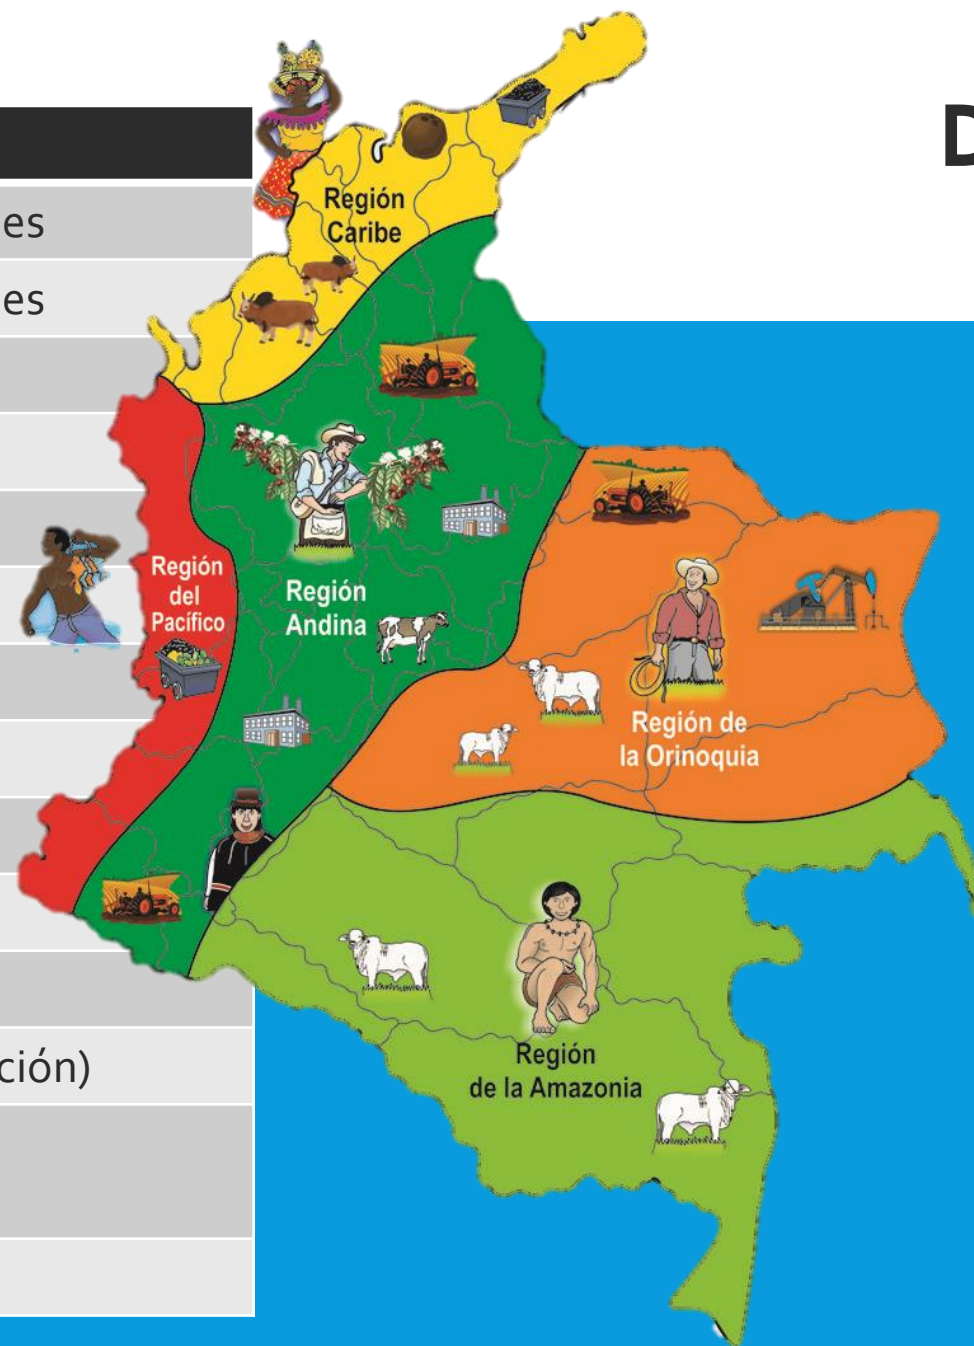 D
es
es
ción)
Región
Caribe
Región
del
Pacífico
Región
Andina
Región de
la Orinoquia
Región
de la Amazonia